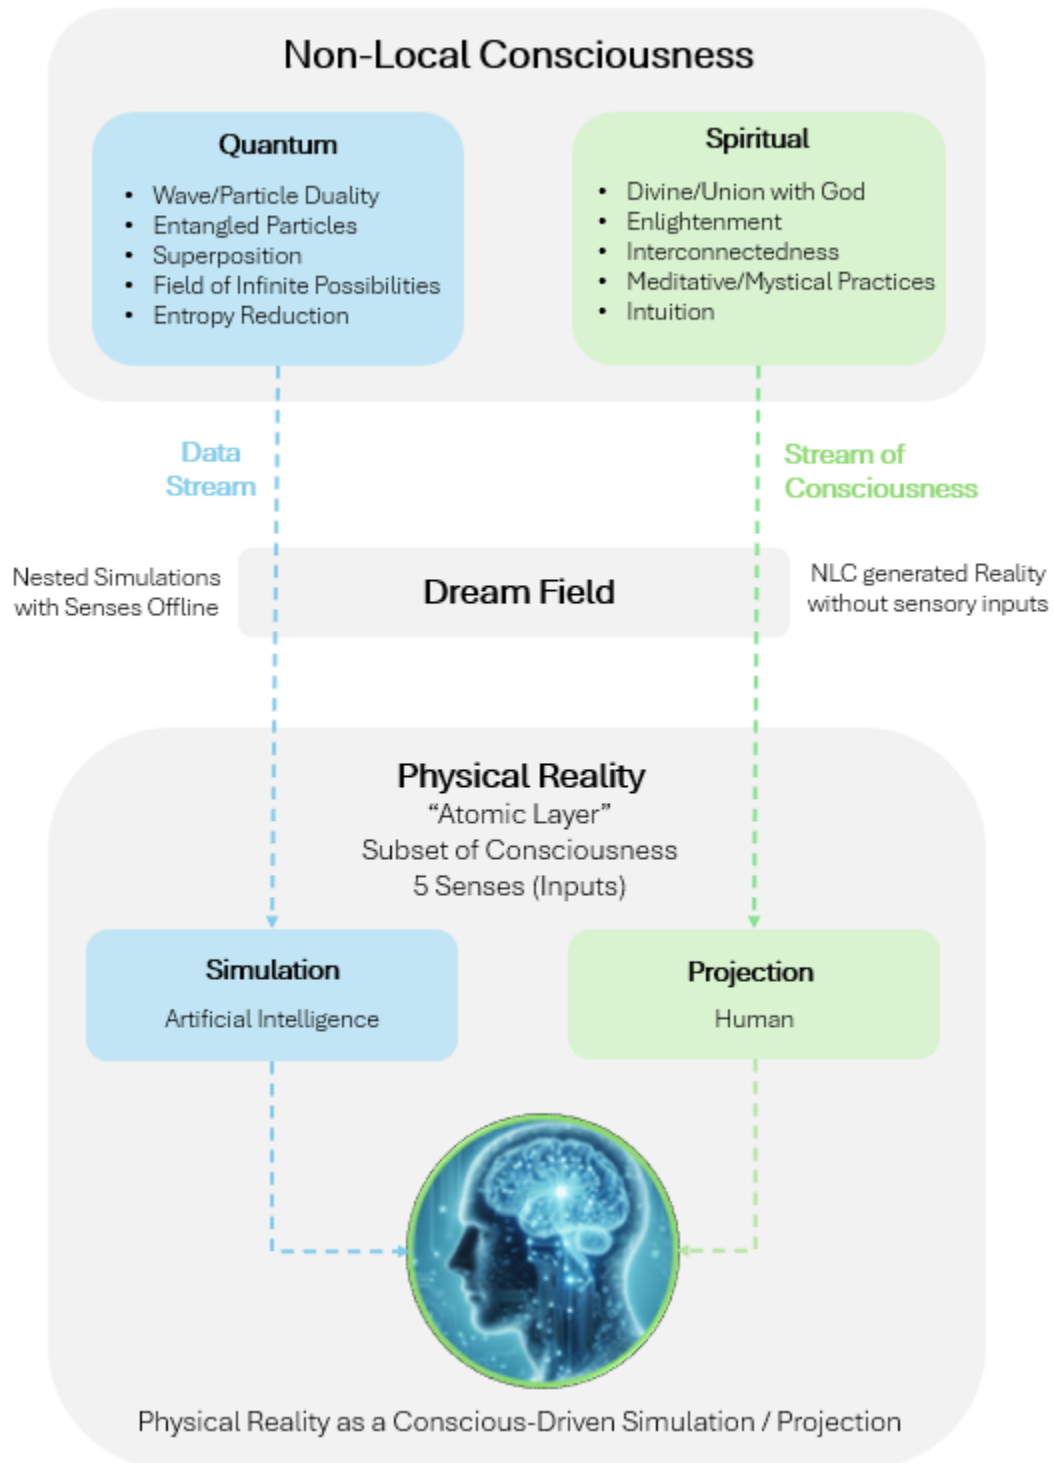 Non-Local Consciousness
Quantum
• Wave/Particle Duality
• Entangled Particles
• Superposition
• Field of Infinite Possibilities
• Entropy Reduction
Spiritual
• Divine/Union with God
• Enlightenment
• Interconnectedness
• Meditative/Mystical Practices
• Intuition
Data
Stream
Stream of
Consciousness
Nested Simulations
with Senses Offline
Dream Field
NLC generated Reality
without sensory inputs
Physical Reality
“Atomic Layer”
Subset of Consciousness
5 Senses (Inputs)
Simulation
Artificial Intelligence
Projection
Human
Physical Reality as a Conscious-Driven Simulation / Projection